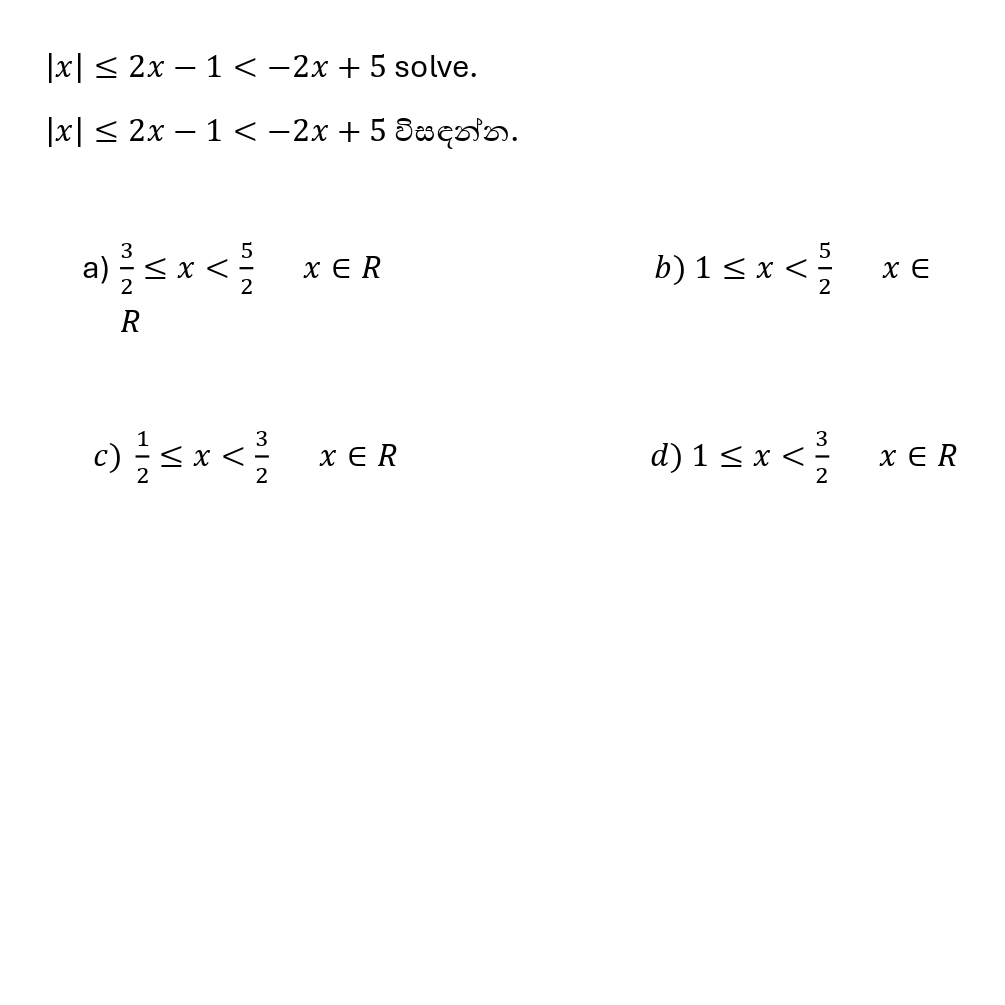 |x| ≤ 2x − 1 < −2x + 5 solve.
|x| ≤ 2x − 1 < −2x + 5 විසඳන්න.
a) 3/2 ≤ x < 5/2 x ∈ R b) 1 ≤ x < 5/2 x ∈
R
c) 1/2 ≤ x < 3/2 x ∈ R d) 1 ≤ x < 3/2 x ∈ R